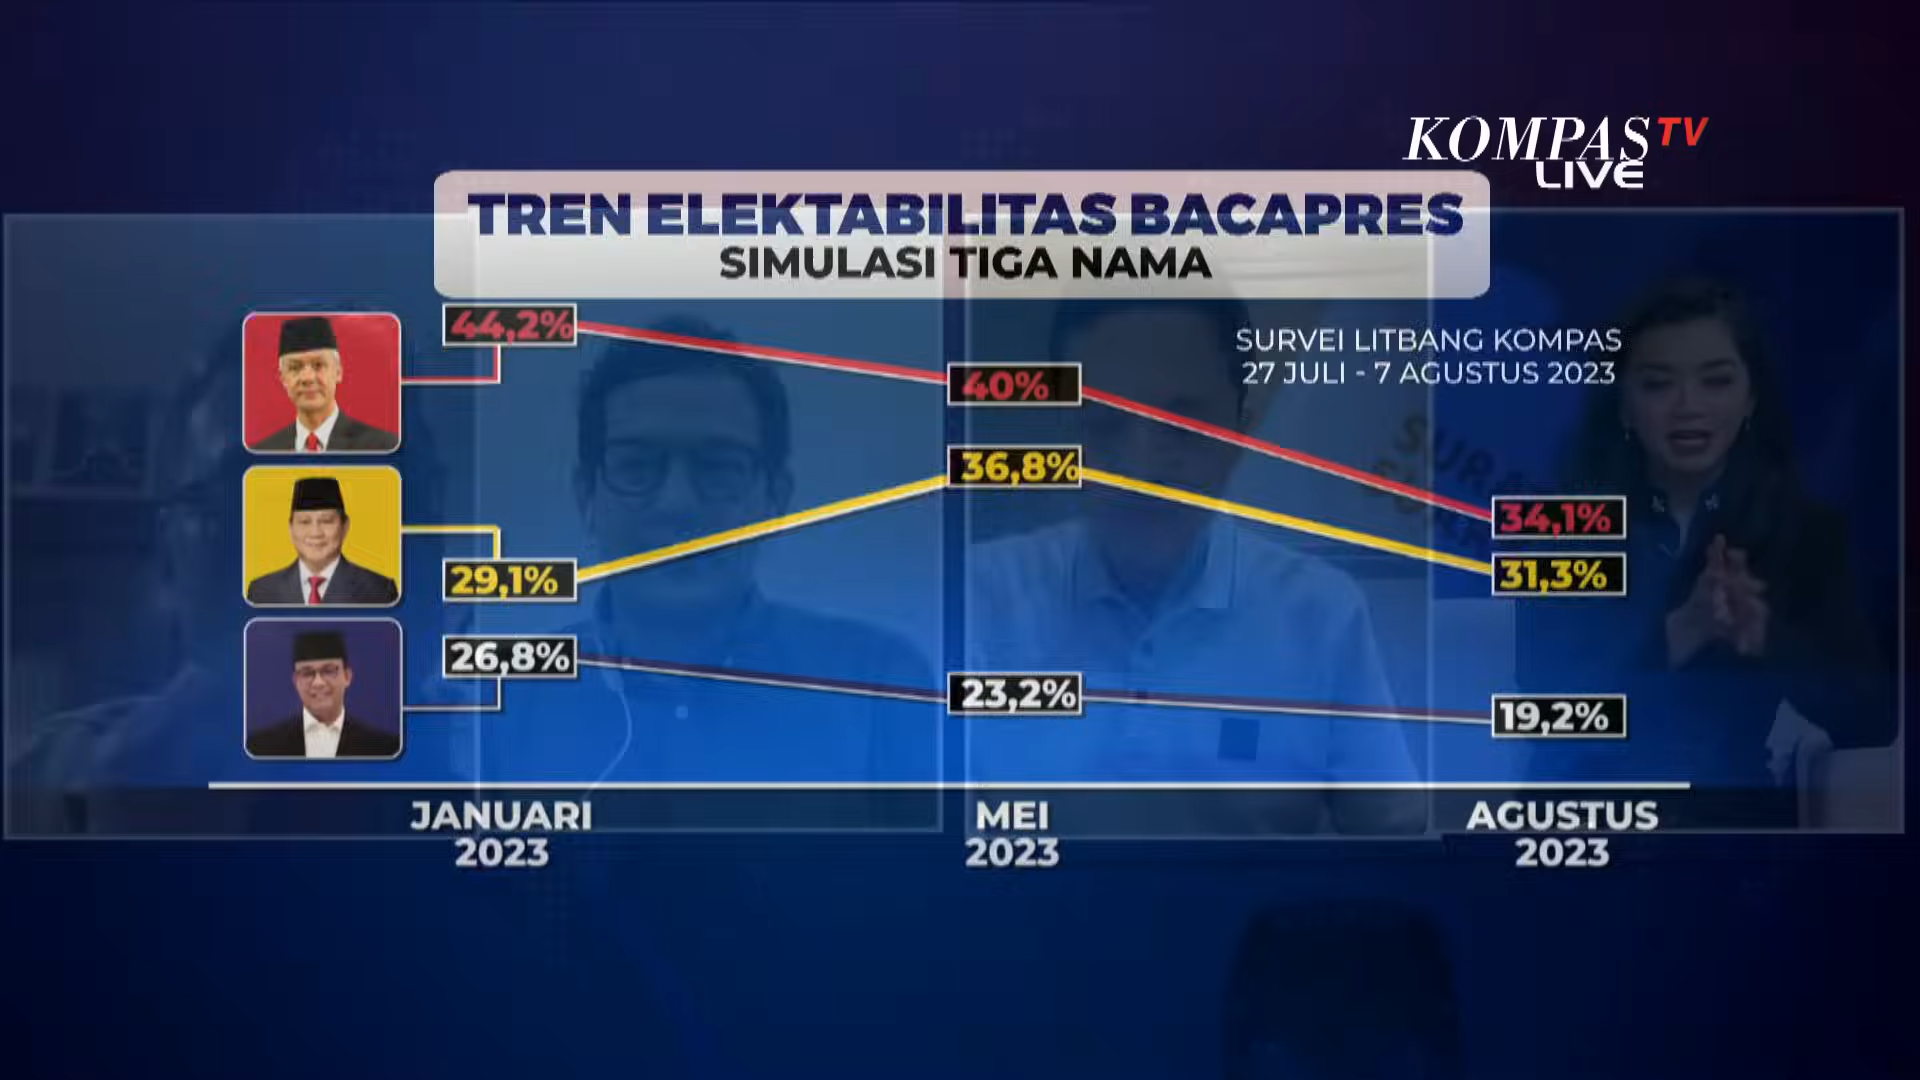 KOMPAS TV
LIVE
TREN ELEKTABILITAS BACAPRES
SIMULASI TIGA NAMA
SURVEI LITBANG KOMPAS
27 JULI - 7 AGUSTUS 2023
44,2%
40%
34,1%
29,1%
36,8%
31,3%
26,8%
23,2%
19,2%
JANUARI
2023
MEI
2023
AGUSTUS
2023